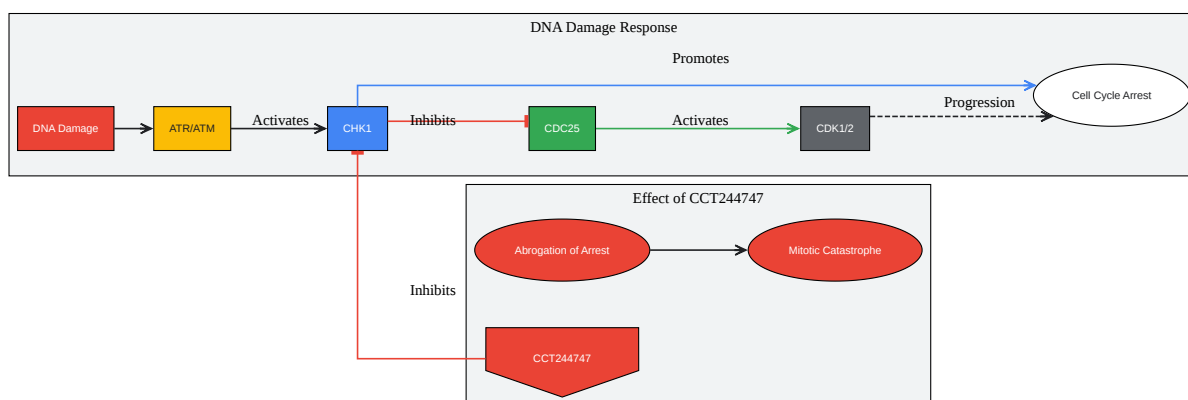 DNA Damage Response
Promotes
DNA Damage
ATR/ATM
Activates
CHK1
Inhibits
CDC25
Activates
CDK1/2
Progression
Cell Cycle Arrest
Effect of CCT244747
Abrogation of Arrest
Mitotic Catastrophe
Inhibits
CCT244747